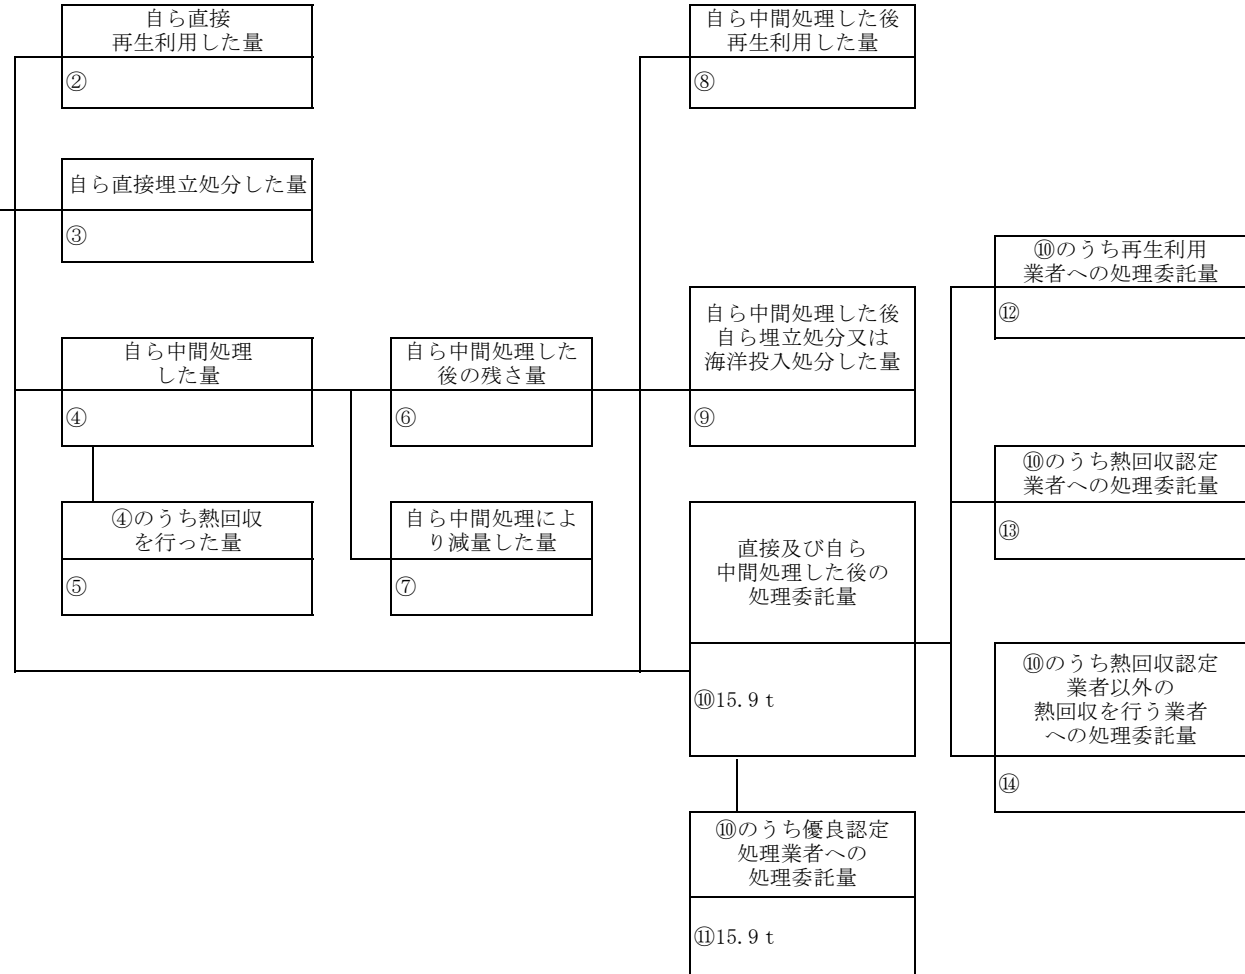 自ら直接
再生利用した量
②
自ら直接埋立処分した量
③
自ら中間処理
した量
④
④のうち熱回収
を行った量
⑤
自ら中間処理した
後の残さ量
⑥
自ら中間処理によ
り減量した量
⑦
自ら中間処理した後
再生利用した量
⑧
自ら中間処理した後
自ら埋立処分又は
海洋投入処分した量
⑨
直接及び自ら
中間処理した後の
処理委託量
⑩15.9ｔ
⑩のうち優良認定
処理業者への
処理委託量
⑪15.9ｔ
⑩のうち再生利用
業者への処理委託量
⑫
⑩のうち熱回収認定
業者への処理委託量
⑬
⑩のうち熱回収認定
業者以外の
熱回収を行う業者
への処理委託量
⑭